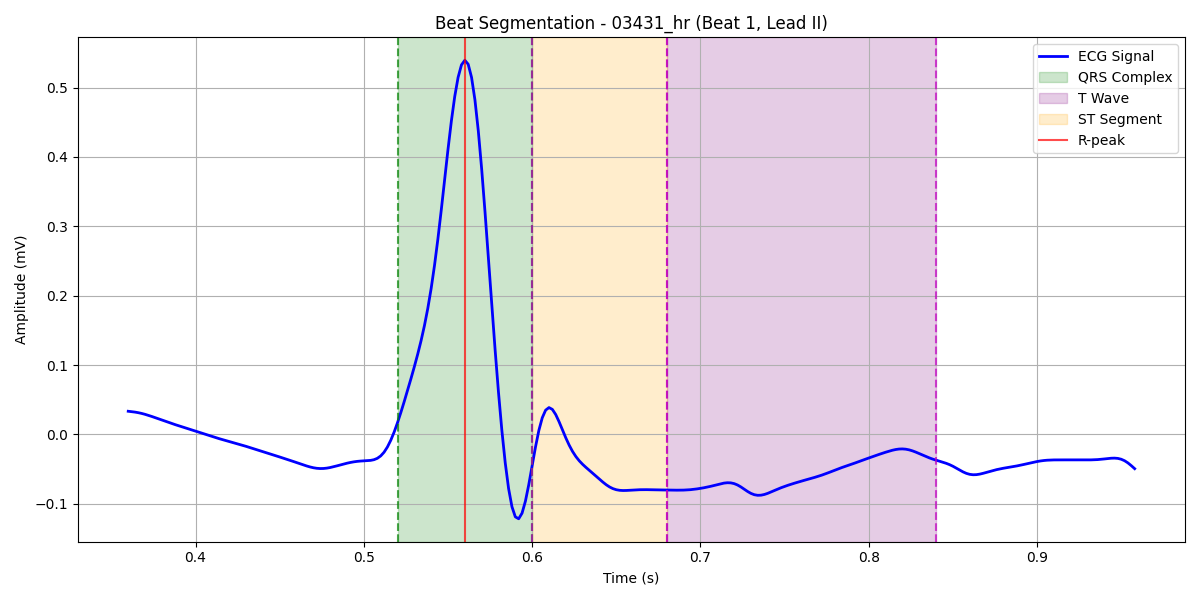 Beat Segmentation - 03431_hr (Beat 1, Lead II)
ECG Signal
QRS Complex
T Wave
ST Segment
R-peak
Amplitude (mV)
0.5
0.4
0.3
0.2
0.1
0.0
−0.1
0.4 0.5 0.6 0.7 0.8 0.9
Time (s)